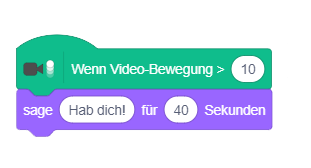 Wenn Video-Bewegung > 10
sage Hab dich! für 40 Sekunden